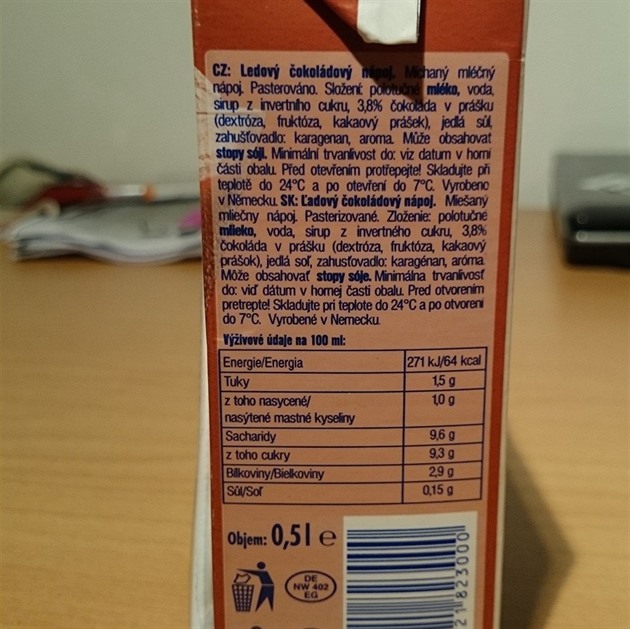 CZ: Ledový čokoládový nápoj. Míchaný mléčný
nápoj. Pasterováno. Složení: polotučné mléko, voda,
sirup z invertního cukru, 3,8% čokoláda v prášku
(dextróza, fruktóza, kakaový prášek), jedlá sůl,
zahušťovadlo: karagenan, aroma. Může obsahovat
stopy sójí. Minimální trvanlivost do: viz datum v horní
části obalu. Před otevřením protřepejte! Skladujte při
teplotě do 24°C a po otevření do 7°C. Vyrobeno
v Německu. SK: Ľadový čokoládový nápoj. Miešaný
mliečny nápoj. Pasterizované. Zloženie: polotučné
mlieko, voda, sirup z invertného cukru, 3,8%
čokoláda v prášku (dextróza, fruktóza, kakaový
prášok), jedlá soľ, zahusťovadlo: karagénan, aróma.
Môže obsahovať stopy sóje. Minimálna trvanlivosť
do: viď dátum v hornej časti obalu. Pred otvorením
pretrepte! Skladujte pri teplote do 24°C a po otvorení
do 7°C. Vyrobené v Nemecku.
Výživové údaje na 100 ml:
Energie/Energia 271 kJ/64 kcal
Tuky 1,5 g
z toho nasycené/ 1,0 g
nasýtené mastné kyseliny
Sacharidy 9,6 g
z toho cukry 9,3 g
Bílkoviny/Bielkoviny 2,9 g
Sůl/Soľ 0,15 g
Objem: 0,5 l e
DE
NW 402
EG
21823000